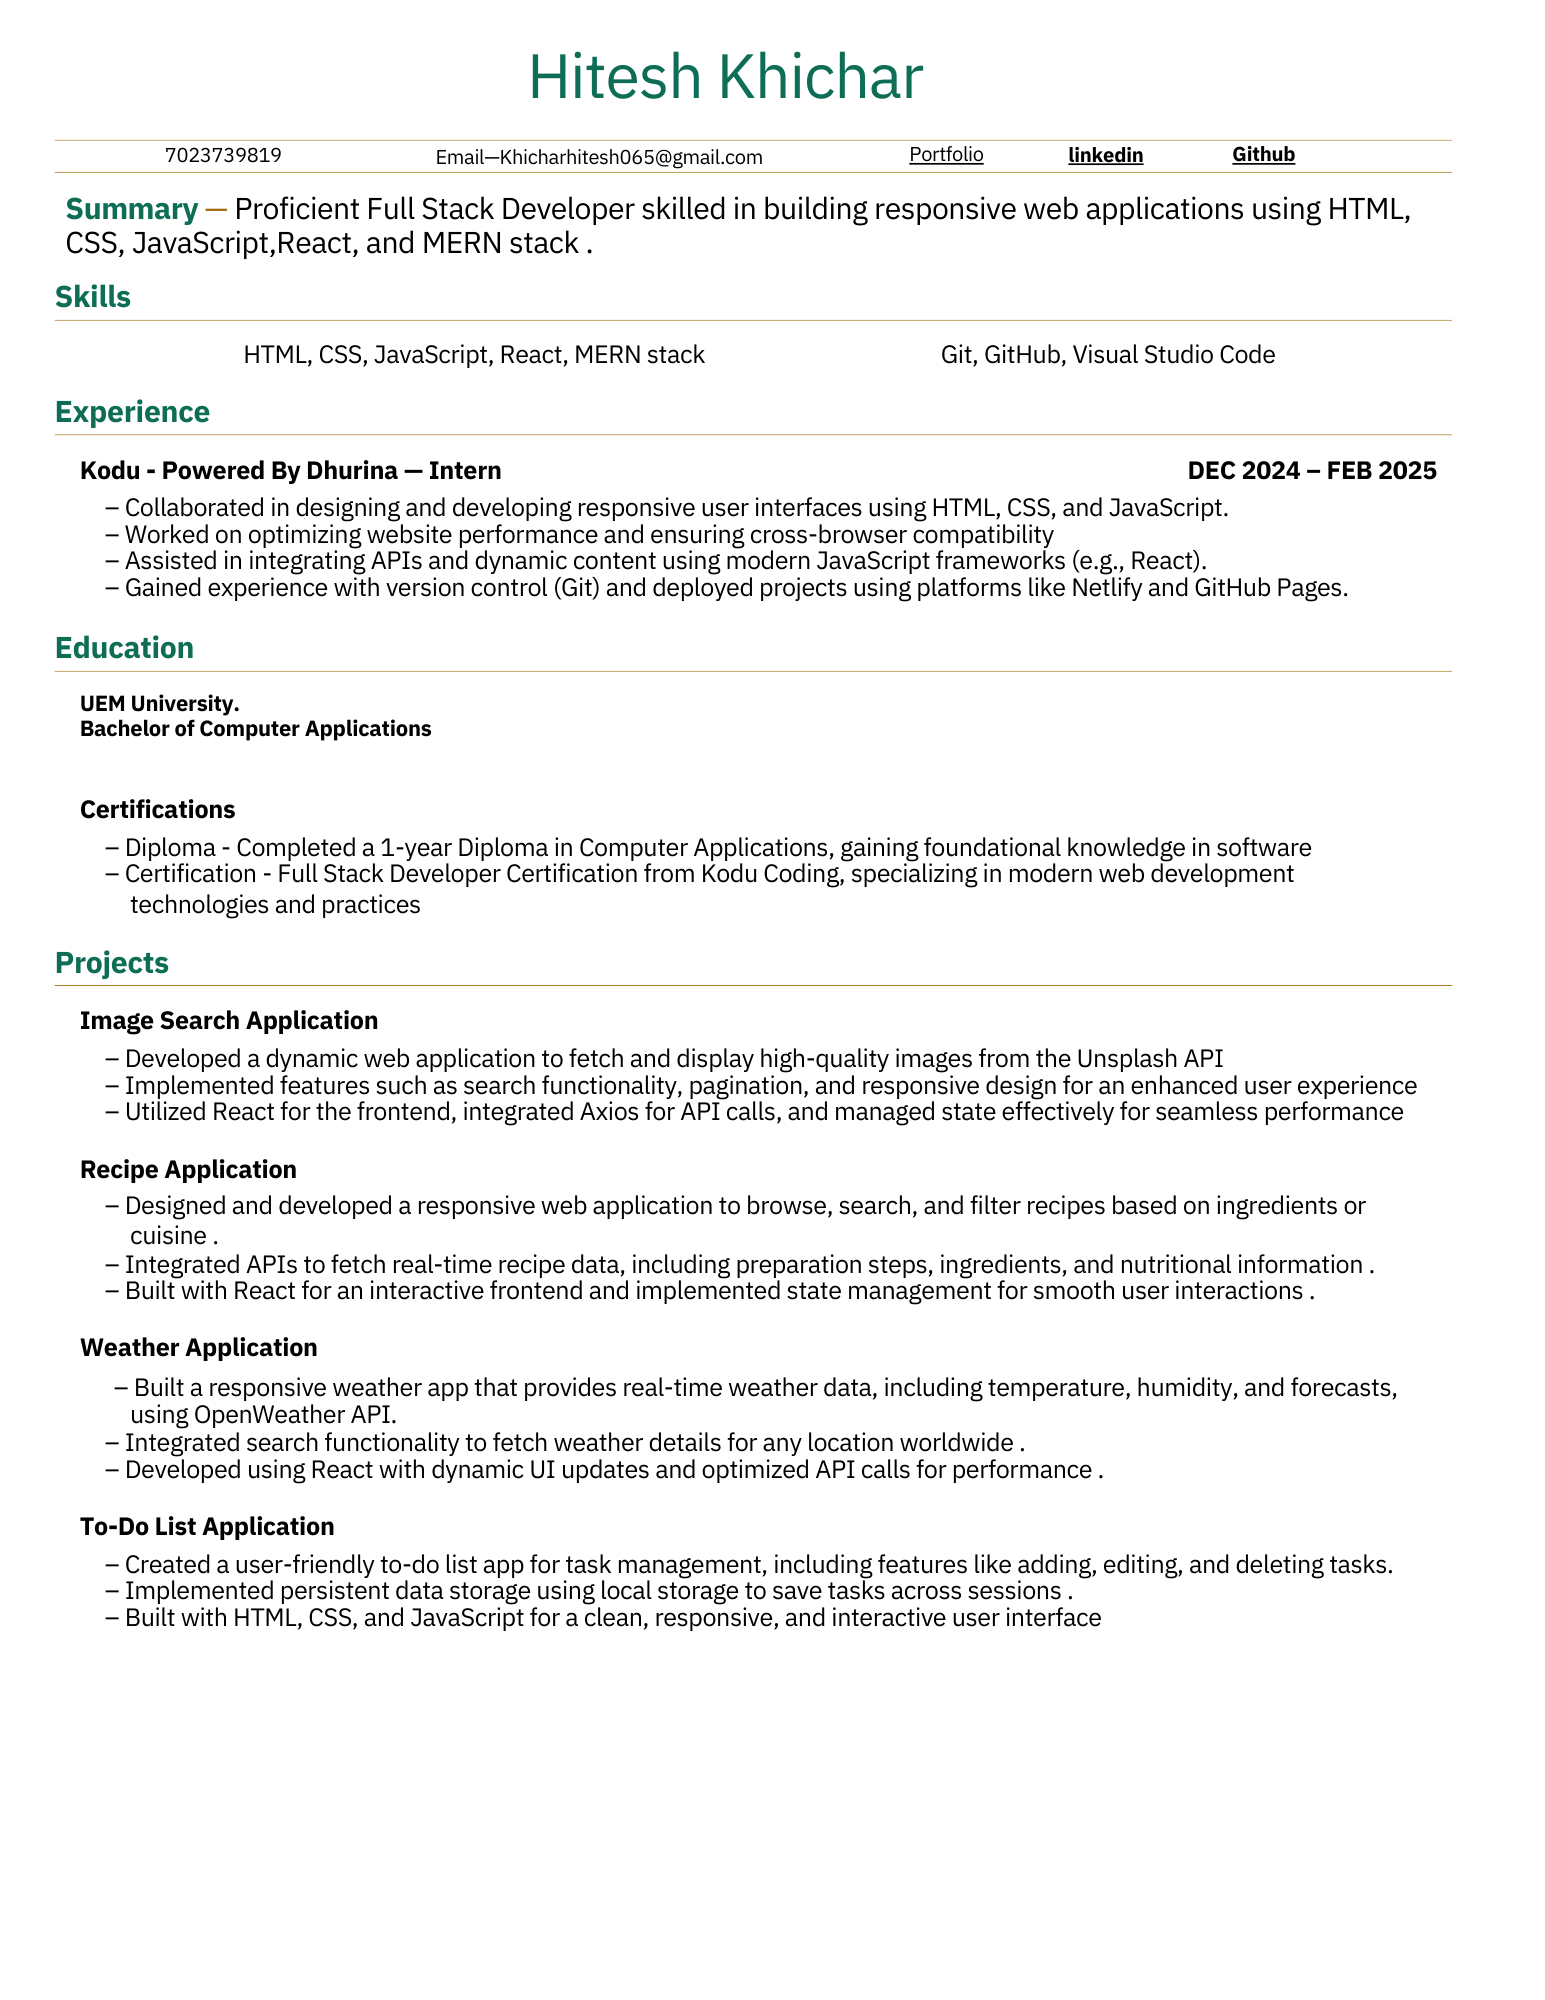 Hitesh Khichar
7023739819 Email—Khicharhitesh065@gmail.com Portfolio linkedin Github
Summary — Proficient Full Stack Developer skilled in building responsive web applications using HTML,
CSS, JavaScript,React, and MERN stack .
Skills
HTML, CSS, JavaScript, React, MERN stack Git, GitHub, Visual Studio Code
Experience
Kodu - Powered By Dhurina — Intern DEC 2024 – FEB 2025
– Collaborated in designing and developing responsive user interfaces using HTML, CSS, and JavaScript.
– Worked on optimizing website performance and ensuring cross-browser compatibility
– Assisted in integrating APIs and dynamic content using modern JavaScript frameworks (e.g., React).
– Gained experience with version control (Git) and deployed projects using platforms like Netlify and GitHub Pages.
Education
UEM University.
Bachelor of Computer Applications
Certifications
– Diploma - Completed a 1-year Diploma in Computer Applications, gaining foundational knowledge in software
– Certification - Full Stack Developer Certification from Kodu Coding, specializing in modern web development
technologies and practices
Projects
Image Search Application
– Developed a dynamic web application to fetch and display high-quality images from the Unsplash API
– Implemented features such as search functionality, pagination, and responsive design for an enhanced user experience
– Utilized React for the frontend, integrated Axios for API calls, and managed state effectively for seamless performance
Recipe Application
– Designed and developed a responsive web application to browse, search, and filter recipes based on ingredients or
cuisine .
– Integrated APIs to fetch real-time recipe data, including preparation steps, ingredients, and nutritional information .
– Built with React for an interactive frontend and implemented state management for smooth user interactions .
Weather Application
– Built a responsive weather app that provides real-time weather data, including temperature, humidity, and forecasts,
using OpenWeather API.
– Integrated search functionality to fetch weather details for any location worldwide .
– Developed using React with dynamic UI updates and optimized API calls for performance .
To-Do List Application
– Created a user-friendly to-do list app for task management, including features like adding, editing, and deleting tasks.
– Implemented persistent data storage using local storage to save tasks across sessions .
– Built with HTML, CSS, and JavaScript for a clean, responsive, and interactive user interface